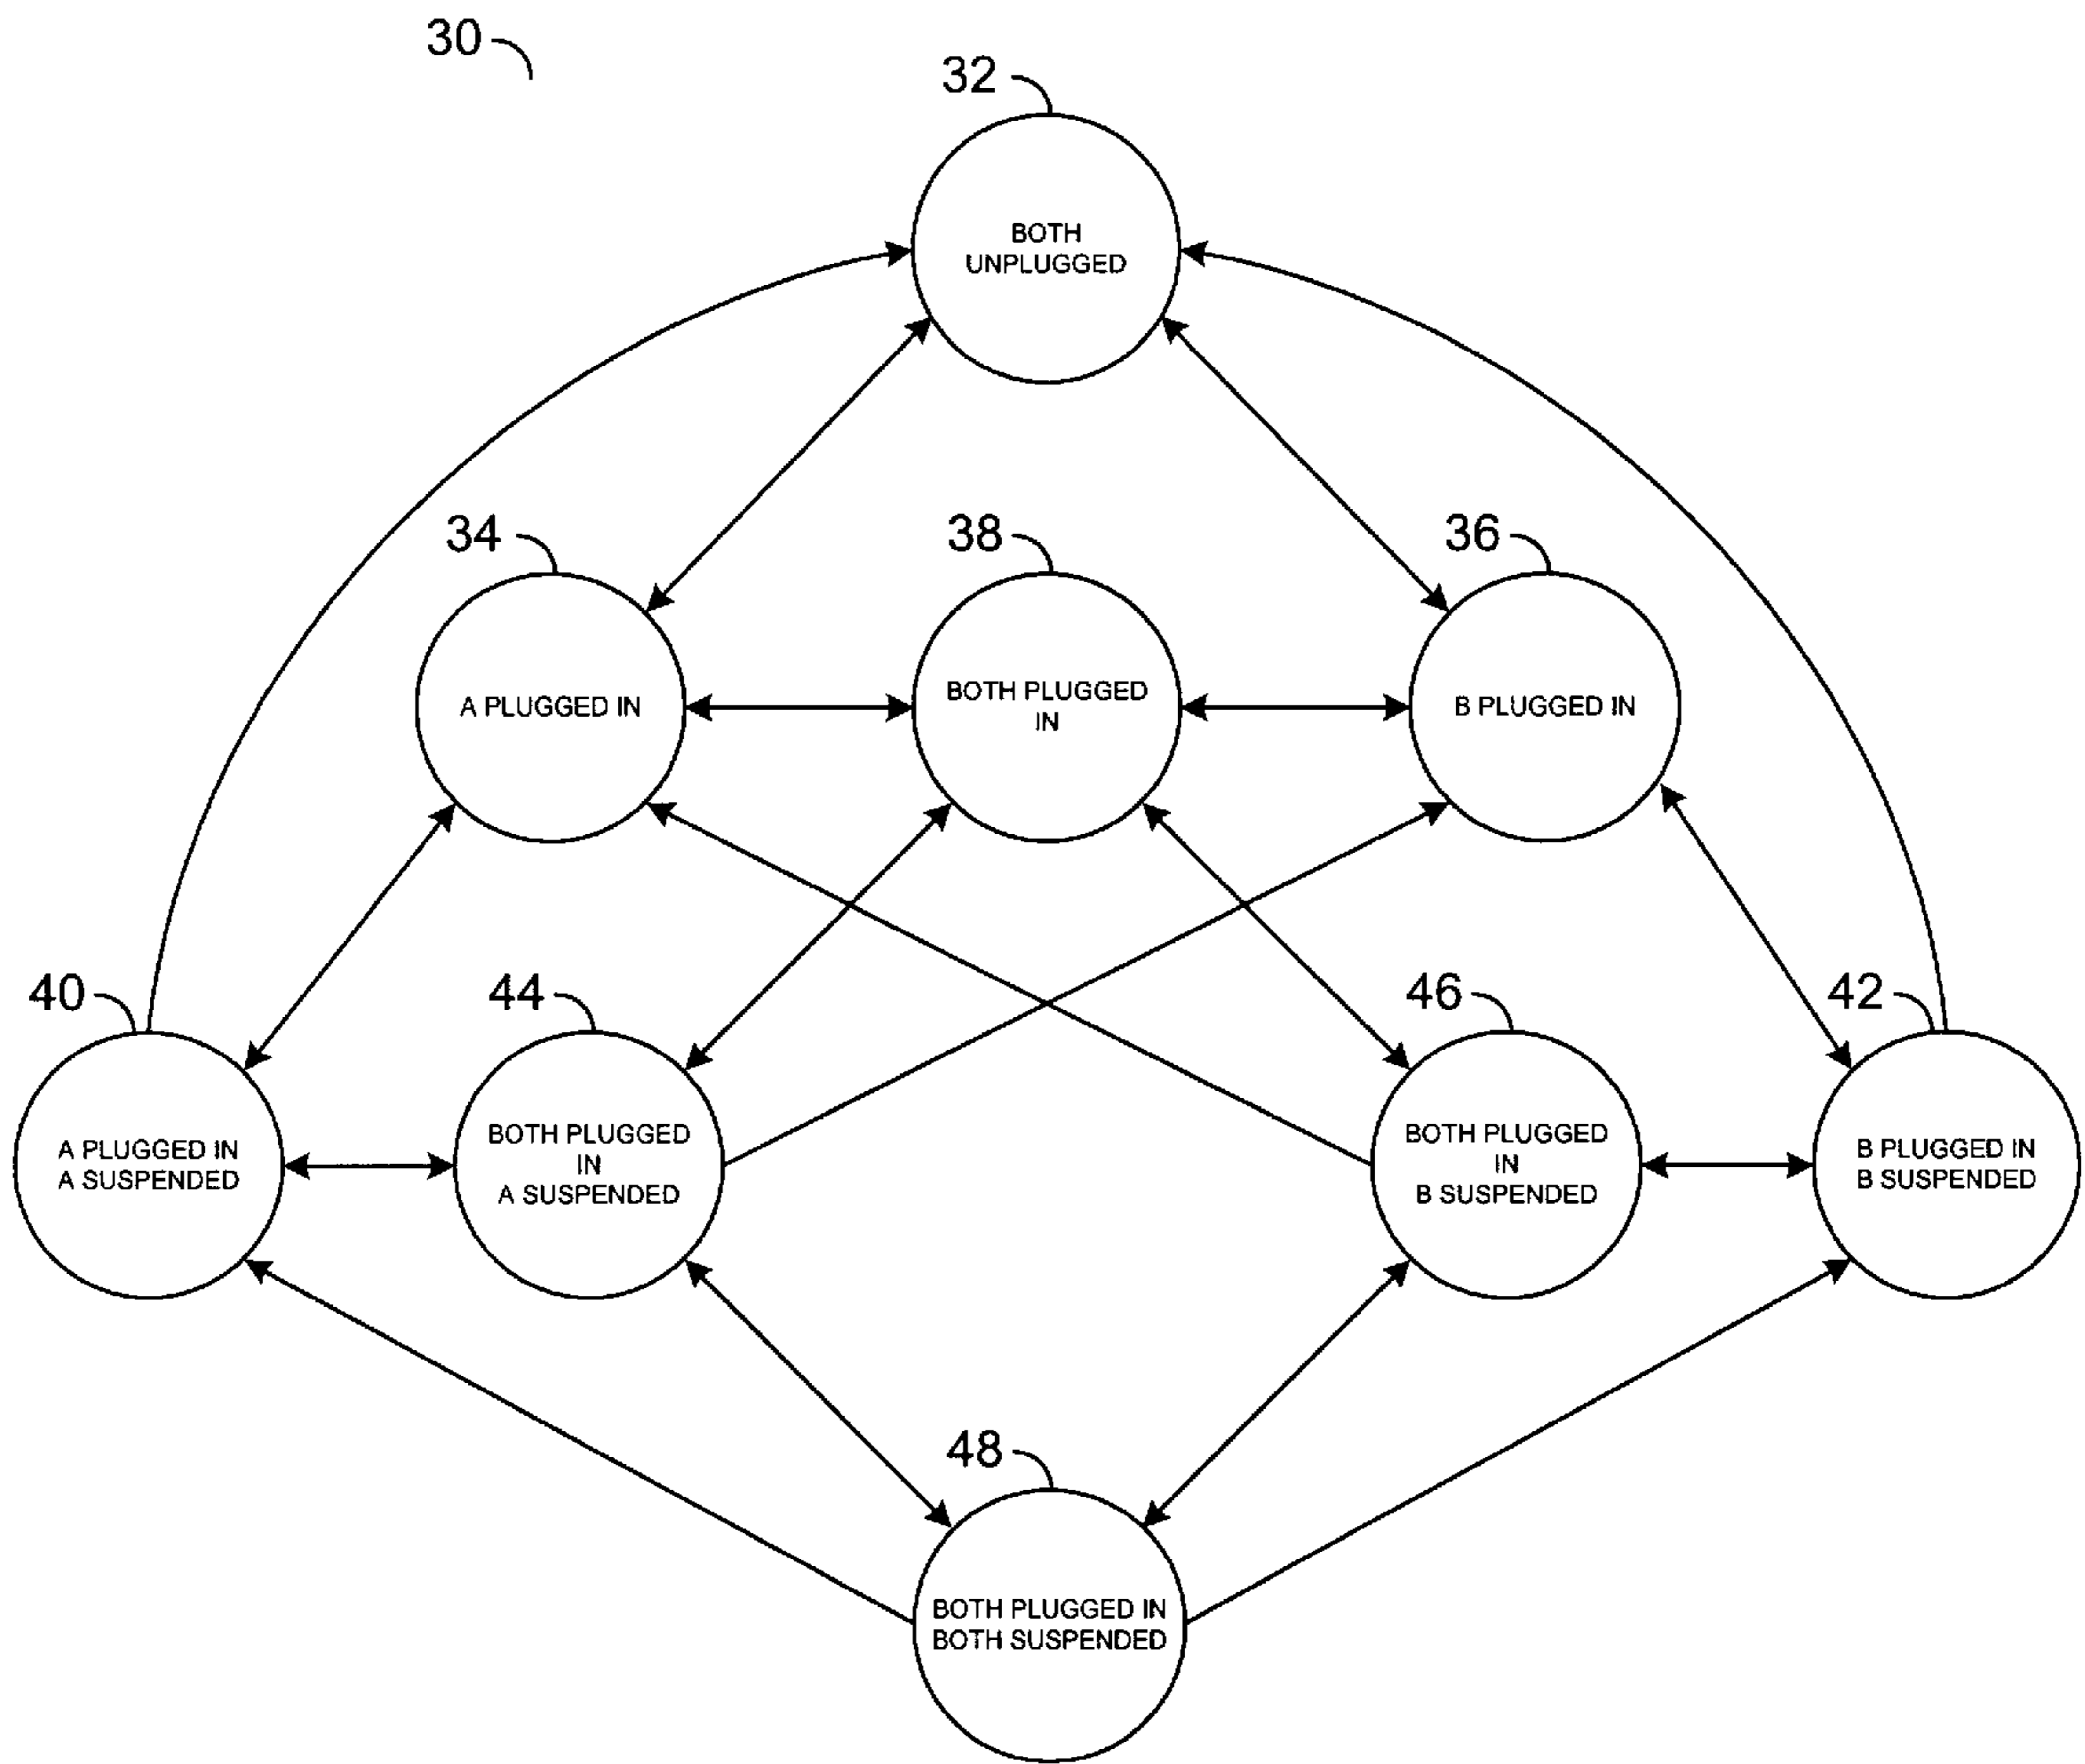 30
32
BOTH
UNPLUGGED
34
38
36
A PLUGGED IN
BOTH PLUGGED
IN
B PLUGGED IN
40
44
46
42
A PLUGGED IN
A SUSPENDED
BOTH PLUGGED
IN
A SUSPENDED
BOTH PLUGGED
IN
B SUSPENDED
B PLUGGED IN
B SUSPENDED
48
BOTH PLUGGED IN
BOTH SUSPENDED